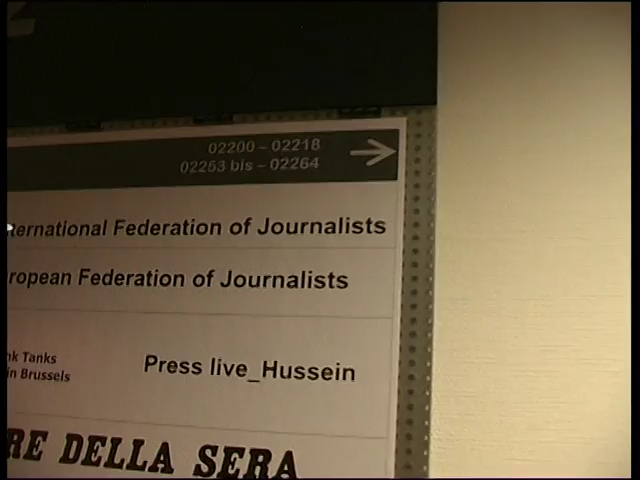 02200 – 02218
02253 bis – 02264
ternational Federation of Journalists
ropean Federation of Journalists
nk Tanks
in Brussels
Press live_Hussein
RE DELLA SERA